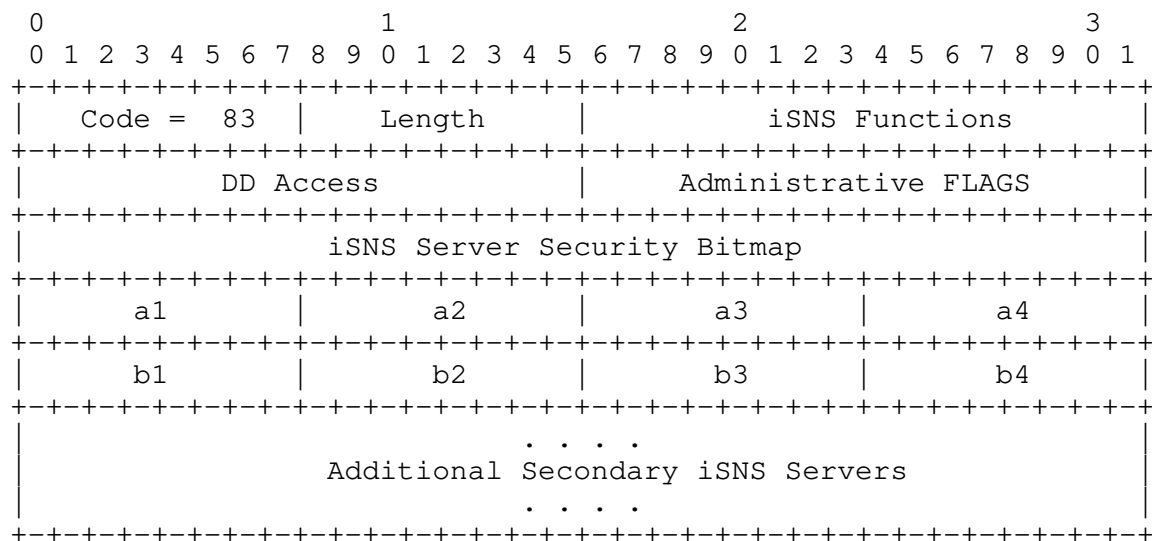 0                   1                   2                   3
 0 1 2 3 4 5 6 7 8 9 0 1 2 3 4 5 6 7 8 9 0 1 2 3 4 5 6 7 8 9 0 1
+-+-+-+-+-+-+-+-+-+-+-+-+-+-+-+-+-+-+-+-+-+-+-+-+-+-+-+-+-+-+-+-+
|   Code =  83  |    Length     |          iSNS Functions       |
+-+-+-+-+-+-+-+-+-+-+-+-+-+-+-+-+-+-+-+-+-+-+-+-+-+-+-+-+-+-+-+-+
|           DD Access           |     Administrative FLAGS      |
+-+-+-+-+-+-+-+-+-+-+-+-+-+-+-+-+-+-+-+-+-+-+-+-+-+-+-+-+-+-+-+-+
|                 iSNS Server Security Bitmap                   |
+-+-+-+-+-+-+-+-+-+-+-+-+-+-+-+-+-+-+-+-+-+-+-+-+-+-+-+-+-+-+-+-+
|      a1       |       a2      |       a3      |       a4      |
+-+-+-+-+-+-+-+-+-+-+-+-+-+-+-+-+-+-+-+-+-+-+-+-+-+-+-+-+-+-+-+-+
|      b1       |       b2      |       b3      |       b4      |
+-+-+-+-+-+-+-+-+-+-+-+-+-+-+-+-+-+-+-+-+-+-+-+-+-+-+-+-+-+-+-+-+
|                            . . . .                            |
|                 Additional Secondary iSNS Servers             |
|                            . . . .                            |
+-+-+-+-+-+-+-+-+-+-+-+-+-+-+-+-+-+-+-+-+-+-+-+-+-+-+-+-+-+-+-+-+